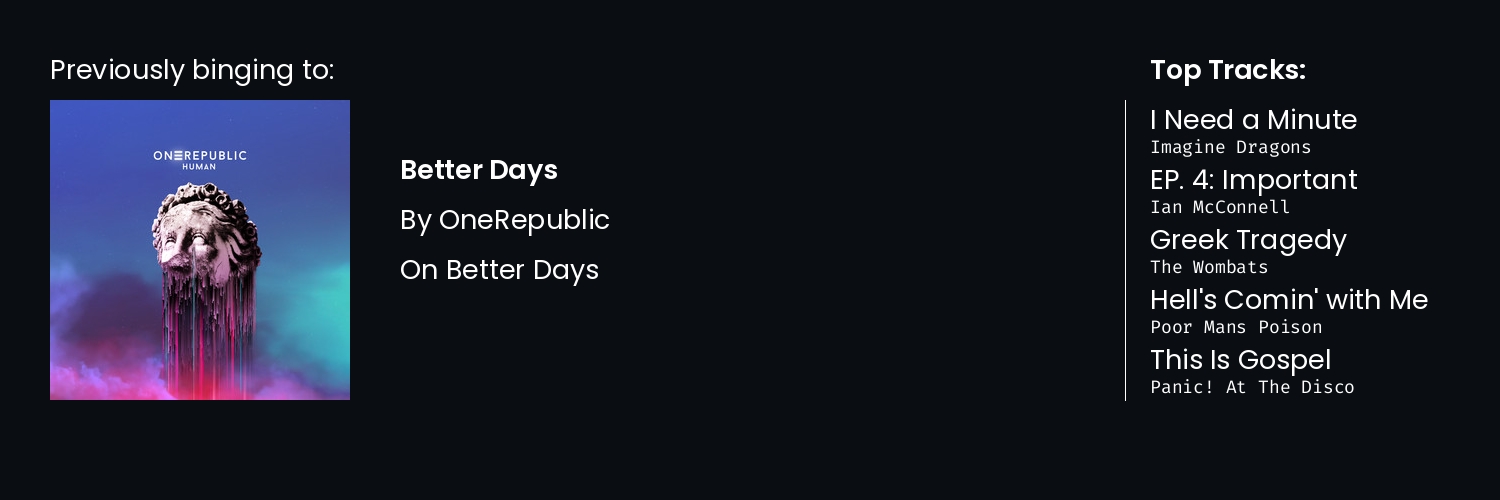 Previously binging to:
ONEREPUBLIC
HUMAN
Better Days
By OneRepublic
On Better Days
Top Tracks:
I Need a Minute
Imagine Dragons
EP. 4: Important
Ian McConnell
Greek Tragedy
The Wombats
Hell's Comin' with Me
Poor Mans Poison
This Is Gospel
Panic! At The Disco